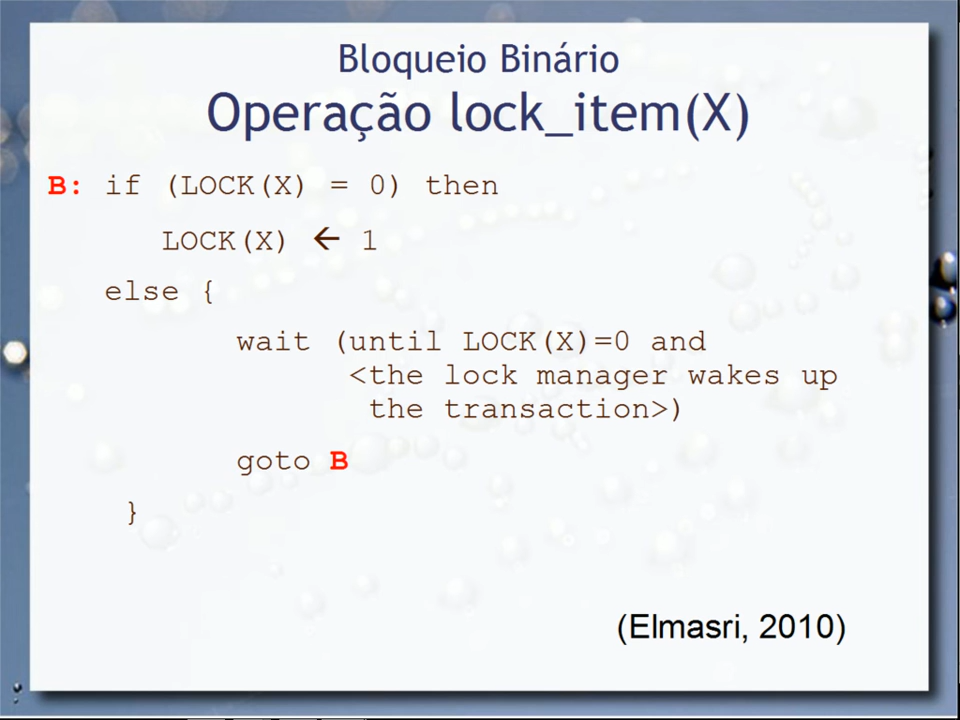 Bloqueio Binário
Operação lock_item(X)
B: if (LOCK(X) = 0) then
LOCK(X) ← 1
else {
wait (until LOCK(X)=0 and
<the lock manager wakes up
the transaction>)
goto B
}
(Elmasri, 2010)